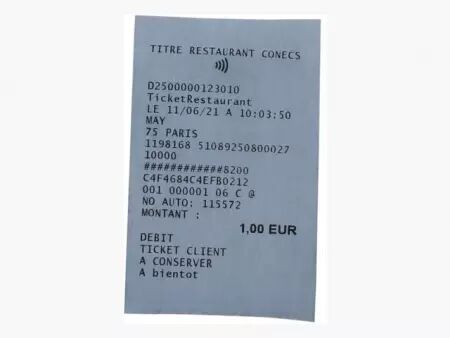 TITRE RESTAURANT CONECS
D2500000123010
TicketRestaurant
LE 11/06/21 A 10:03:50
MAY
75 PARIS
1198168 51089250800027
10000
############8200
C4F4684C4EFB0212
001 000001 06 C @
NO AUTO: 115572
MONTANT :
1,00 EUR
DEBIT
TICKET CLIENT
A CONSERVER
A bientot